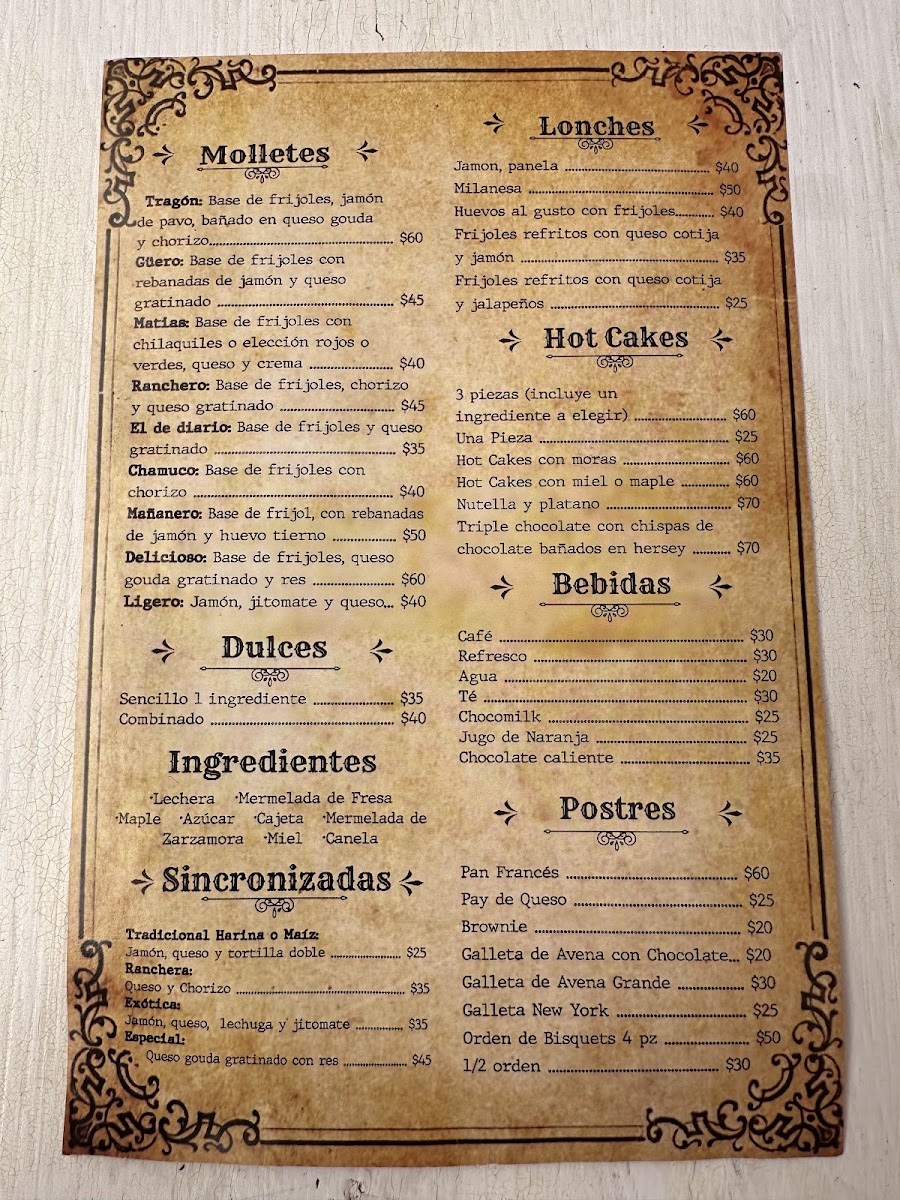 Molletes
Tragón: Base de frijoles, jamón
de pavo, bañado en queso gouda
y chorizo........ $60
Güero: Base de frijoles con
rebanadas de jamón y queso
gratinado ........ $45
Matias: Base de frijoles con
chilaquiles o elección rojos o
verdes, queso y crema ........ $40
Ranchero: Base de frijoles, chorizo
y queso gratinado ........ $45
El de diario: Base de frijoles y queso
gratinado ........ $35
Chamuco: Base de frijoles con
chorizo ........ $40
Mañanero: Base de frijol, con rebanadas
de jamón y huevo tierno ........ $50
Delicioso: Base de frijoles, queso
gouda gratinado y res ........ $60
Ligero: Jamón, jitomate y queso... $40
Dulces
Sencillo 1 ingrediente ........ $35
Combinado ........ $40
Ingredientes
·Lechera ·Mermelada de Fresa
·Maple ·Azúcar ·Cajeta ·Mermelada de
Zarzamora ·Miel ·Canela
Sincronizadas
Tradicional Harina o Maíz:
Jamón, queso y tortilla doble ........ $25
Ranchera:
Queso y Chorizo ........ $35
Exótica:
Jamón, queso, lechuga y jitomate ........ $35
Especial:
Queso gouda gratinado con res ........ $45
Lonches
Jamon, panela ........ $40
Milanesa ........ $50
Huevos al gusto con frijoles........ $40
Frijoles refritos con queso cotija
y jamón ........ $35
Frijoles refritos con queso cotija
y jalapeños ........ $25
Hot Cakes
3 piezas (incluye un
ingrediente a elegir) ........ $60
Una Pieza ........ $25
Hot Cakes con moras ........ $60
Hot Cakes con miel o maple ........ $60
Nutella y platano ........ $70
Triple chocolate con chispas de
chocolate bañados en hersey ........ $70
Bebidas
Café ........ $30
Refresco ........ $30
Agua ........ $20
Té ........ $30
Chocomilk ........ $25
Jugo de Naranja ........ $25
Chocolate caliente ........ $35
Postres
Pan Francés ........ $60
Pay de Queso ........ $25
Brownie ........ $20
Galleta de Avena con Chocolate... $20
Galleta de Avena Grande ........ $30
Galleta New York ........ $25
Orden de Bisquets 4 pz ........ $50
1/2 orden ........ $30